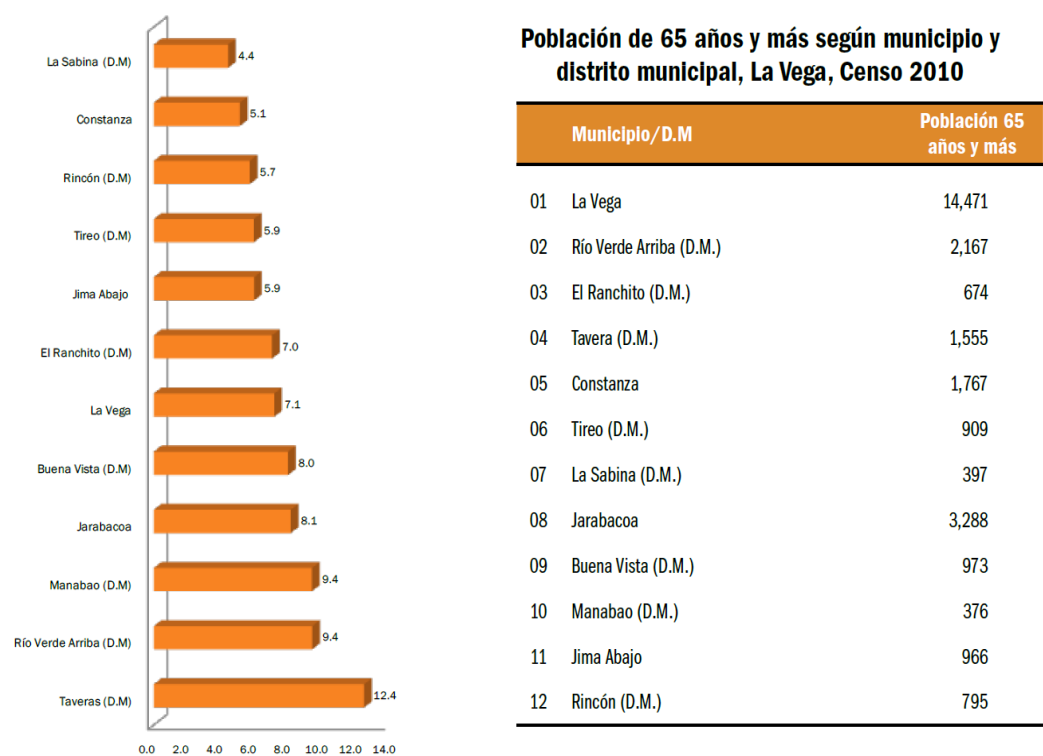 La Sabina (D.M)
4.4
Constanza
5.1
Rincón (D.M)
5.7
Tireo (D.M)
5.9
Jima Abajo
5.9
El Ranchito (D.M)
7.0
La Vega
7.1
Buena Vista (D.M)
8.0
Jarabacoa
8.1
Manabao (D.M)
9.4
Río Verde Arriba (D.M)
9.4
Taveras (D.M)
12.4
0.0 2.0 4.0 6.0 8.0 10.0 12.0 14.0
Población de 65 años y más según municipio y
distrito municipal, La Vega, Censo 2010
Municipio/D.M Población 65
años y más
01 La Vega 14,471
02 Río Verde Arriba (D.M.) 2,167
03 El Ranchito (D.M.) 674
04 Tavera (D.M.) 1,555
05 Constanza 1,767
06 Tireo (D.M.) 909
07 La Sabina (D.M.) 397
08 Jarabacoa 3,288
09 Buena Vista (D.M.) 973
10 Manabao (D.M.) 376
11 Jima Abajo 966
12 Rincón (D.M.) 795